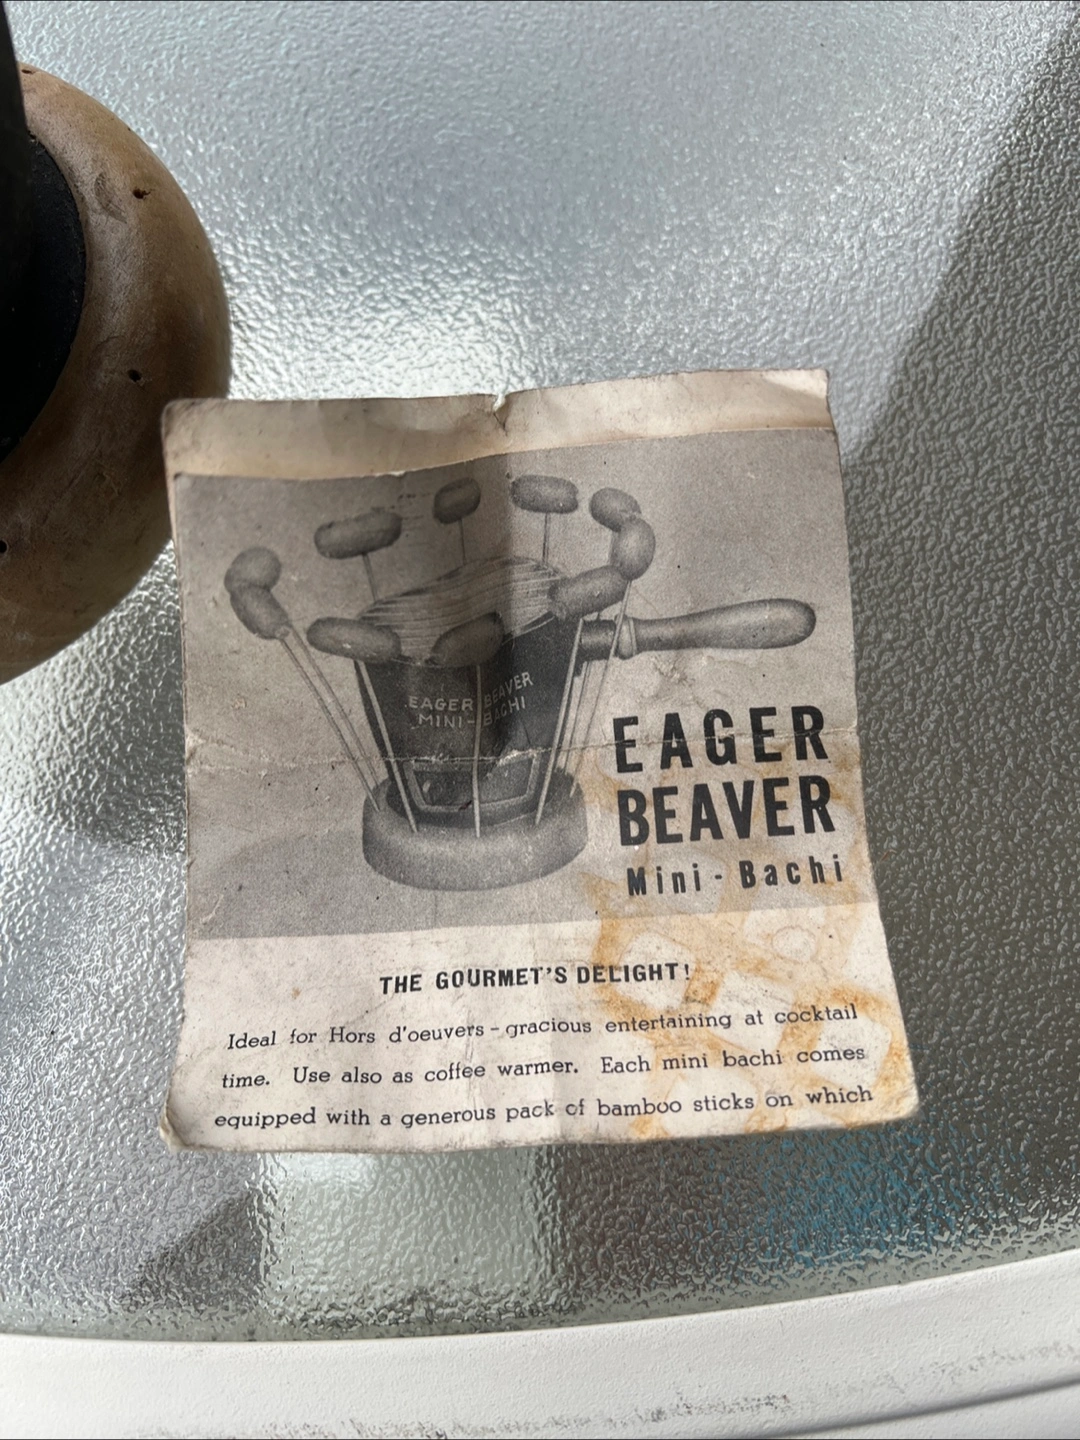 EAGER BEAVER
MINI-BACHI
EAGER
BEAVER
Mini-Bachi
THE GOURMET'S DELIGHT!
Ideal for Hors d'oeuvers - gracious entertaining at cocktail
time. Use also as coffee warmer. Each mini bachi comes
equipped with a generous pack of bamboo sticks on which